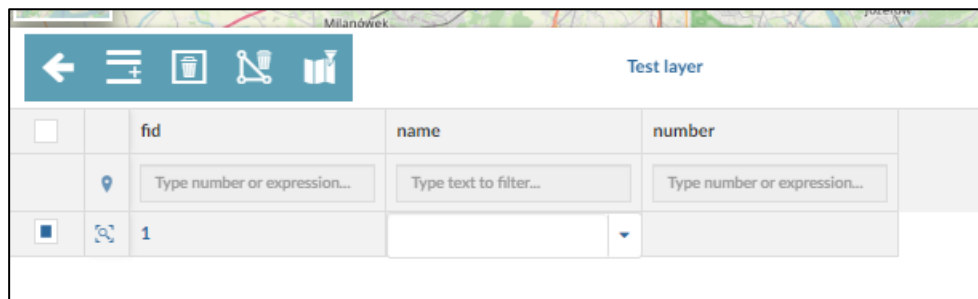 Milanówek
Józefów
Test layer
fid name number
Type number or expression... Type text to filter... Type number or expression...
1